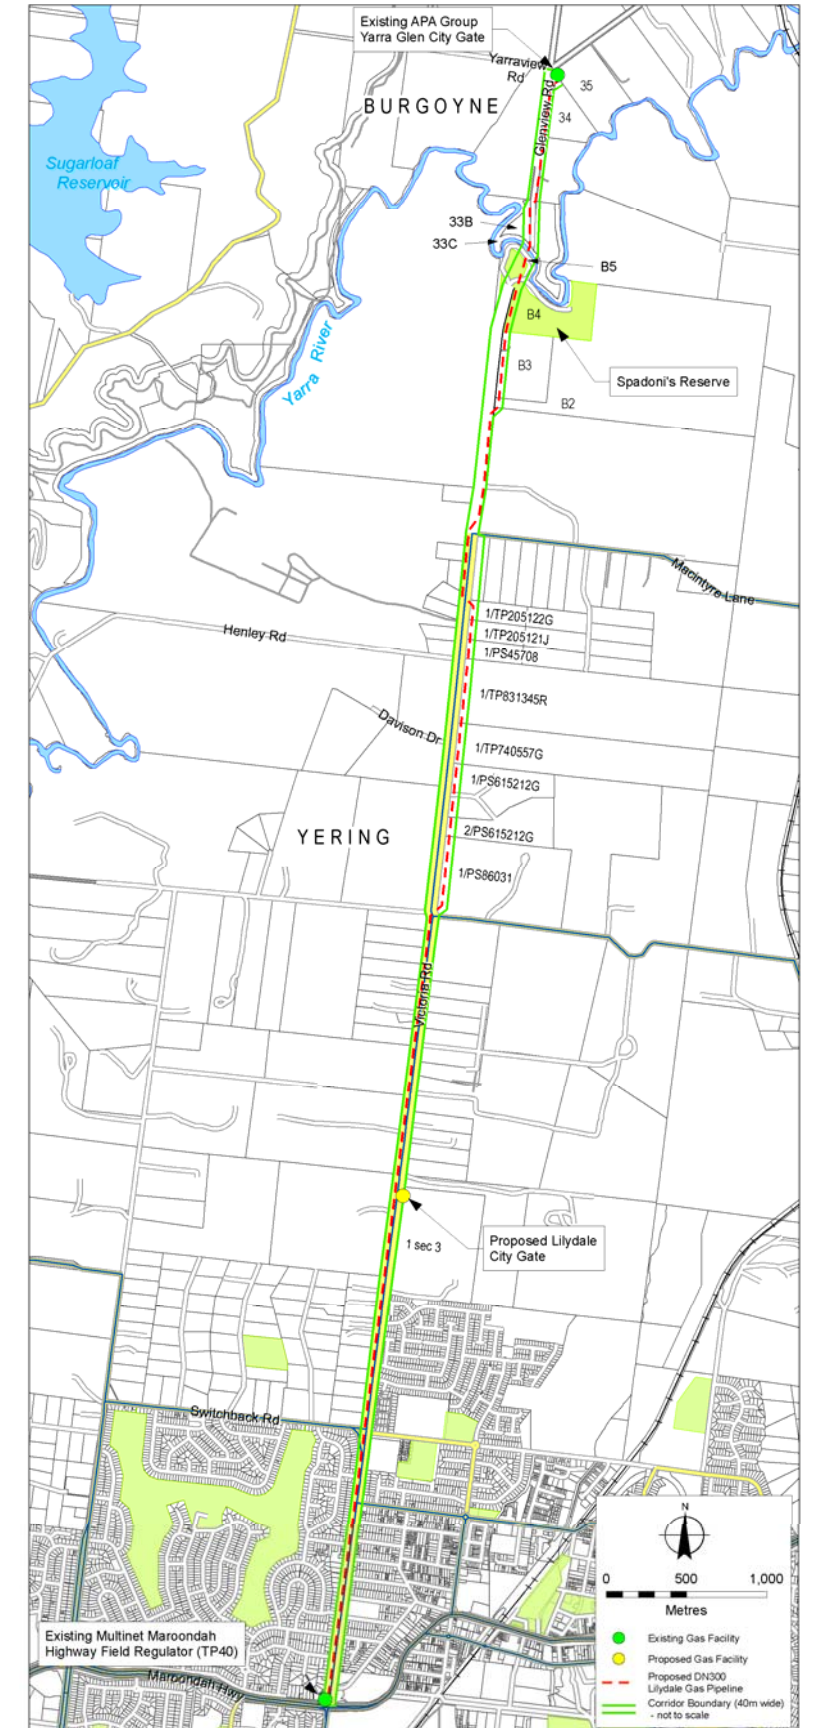 Existing APA Group
Yarra Glen City Gate
Yarraview
Rd
35
BURGOYNE
34
Glenview Rd
Sugarloaf
Reservoir
33B
33C
B5
B4
Yarra River
B3
Spadoni's Reserve
B2
Macintyre Lane
1/TP205122G
Henley Rd
1/TP205121J
1/PS45708
1/TP831345R
Davison Dr
1/TP740557G
1/PS615212G
YERING
2/PS615212G
1/PS86031
Victoria Rd
Proposed Lilydale
City Gate
1 sec 3
Switchback Rd
N
0 500 1,000
Metres
Existing Multinet Maroondah
Highway Field Regulator (TP40)
Maroondah Hwy
Existing Gas Facility
Proposed Gas Facility
Proposed DN300
Lilydale Gas Pipeline
Corridor Boundary (40m wide)
- not to scale